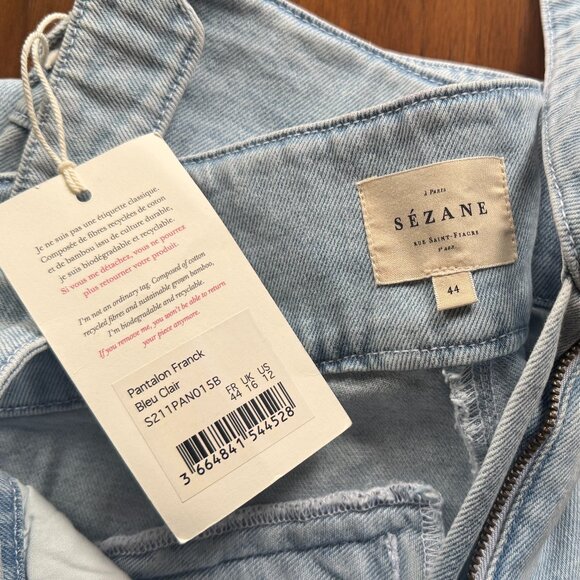 Je ne suis pas une étiquette classique.
Composée de fibres recyclées de coton
et de bambou issu de culture durable,
je suis biodégradable et recyclable.
Si vous me détachez, vous ne pourrez
plus retourner votre produit.
I'm not an ordinary tag. Composed of cotton
recycled fibres and sustainable grown bamboo,
I'm biodegradable and recyclable.
If you remove me, you won't be able to return
your piece anymore.
Pantalon Franck
Bleu Clair
S211PAN015B
FR UK US
44 16 12
3 664841 544528
à Paris
SÉZANE
RUE SAINT-FIACRE
44